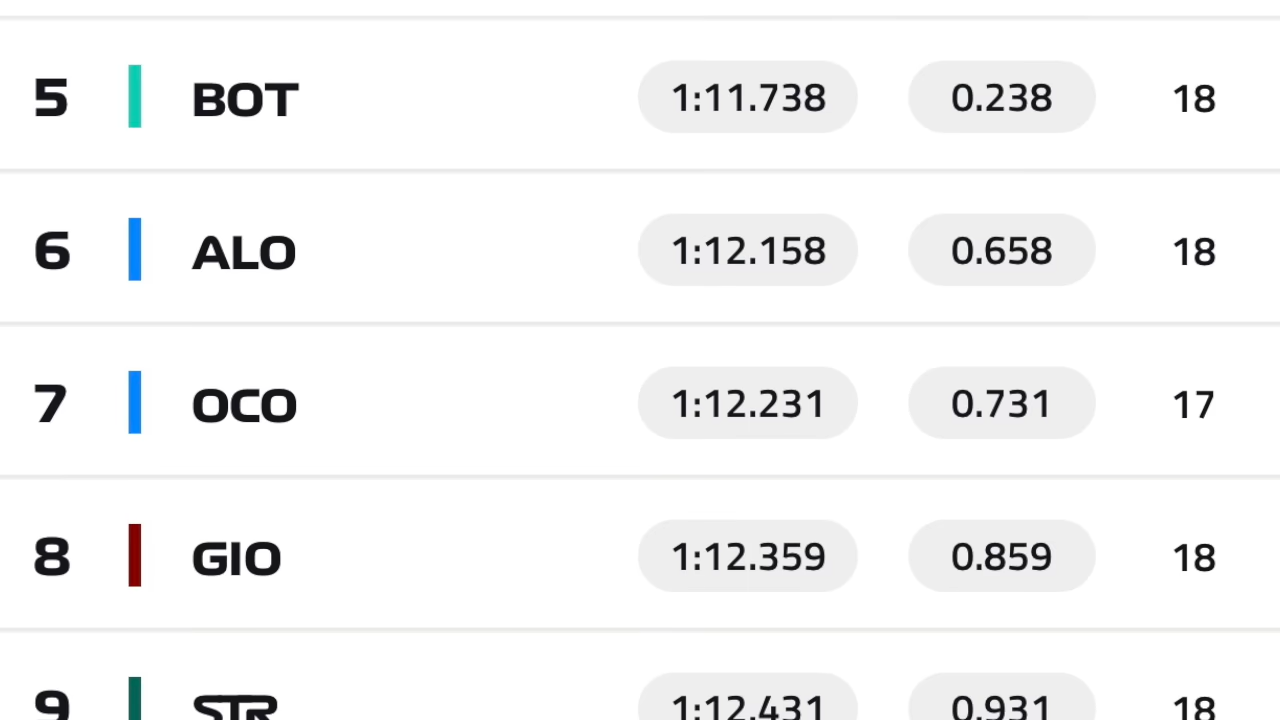 5 BOT 1:11.738 0.238 18
6 ALO 1:12.158 0.658 18
7 OCO 1:12.231 0.731 17
8 GIO 1:12.359 0.859 18
9 STR 1:12.431 0.931 18